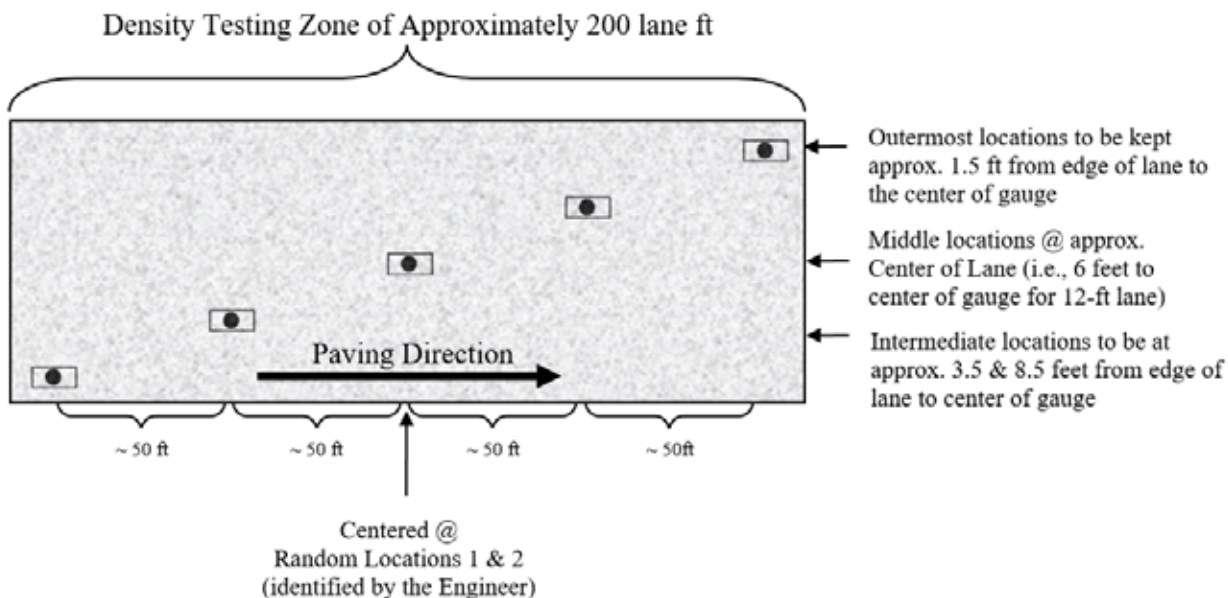 Density Testing Zone of Approximately 200 lane ft
Outermost locations to be kept
approx. 1.5 ft from edge of lane to
the center of gauge
Middle locations @ approx.
Center of Lane (i.e., 6 feet to
center of gauge for 12-ft lane)
Intermediate locations to be at
approx. 3.5 & 8.5 feet from edge of
lane to center of gauge
Paving Direction
~ 50 ft
~ 50 ft
~ 50 ft
~ 50ft
Centered @
Random Locations 1 & 2
(identified by the Engineer)